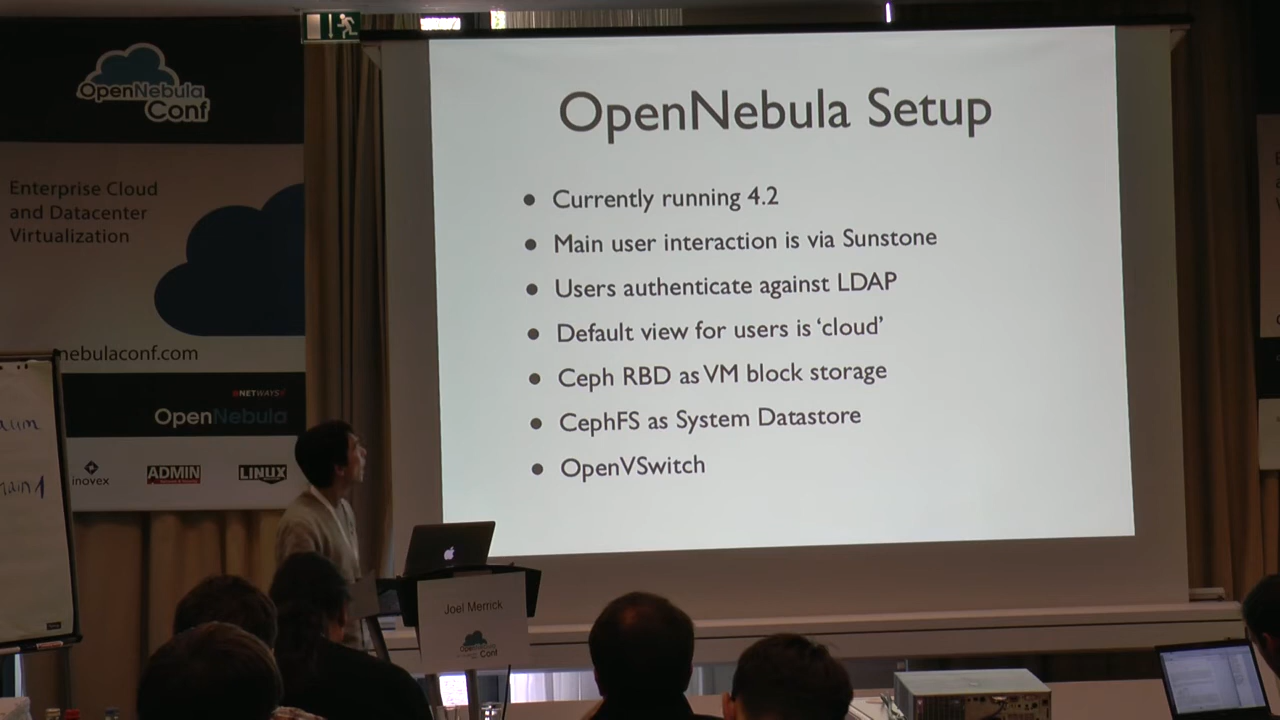 OpenNebula
Conf
Enterprise Cloud
and Datacenter
Virtualization
nebulaconf.com
NETWAYS
OpenNebula
inovex
ADMIN
LINUX
OpenNebula Setup
• Currently running 4.2
• Main user interaction is via Sunstone
• Users authenticate against LDAP
• Default view for users is ‘cloud’
• Ceph RBD as VM block storage
• CephFS as System Datastore
• OpenVSwitch
Joel Merrick
OpenNebula
Conf